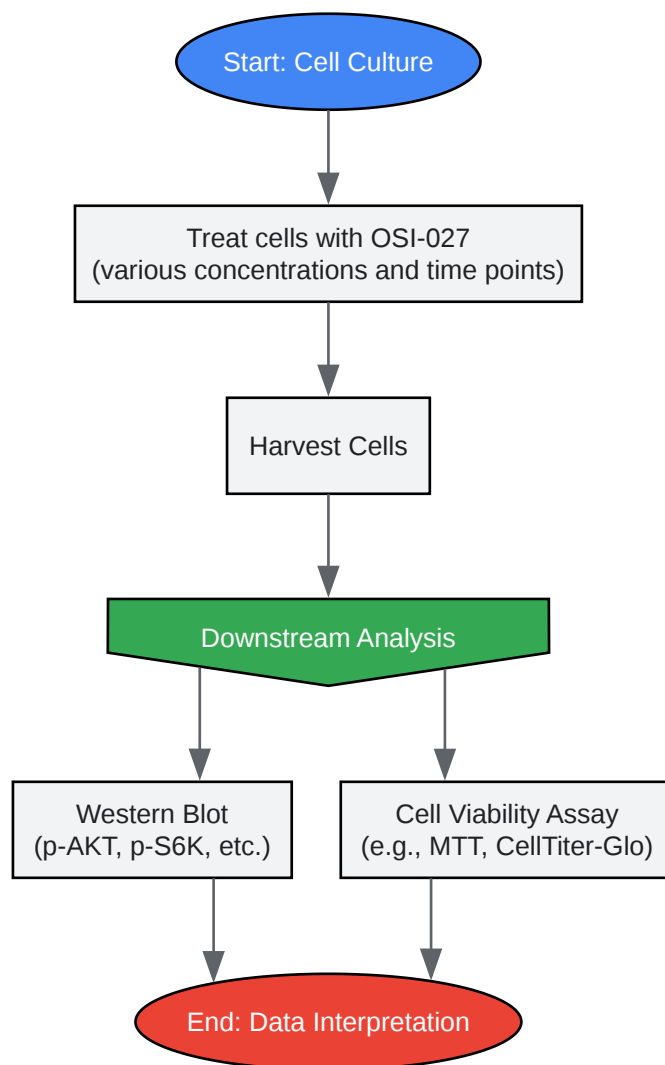 Start: Cell Culture
Treat cells with OSI-027
(various concentrations and time points)
Harvest Cells
Downstream Analysis
Western Blot
(p-AKT, p-S6K, etc.)
Cell Viability Assay
(e.g., MTT, CellTiter-Glo)
End: Data Interpretation